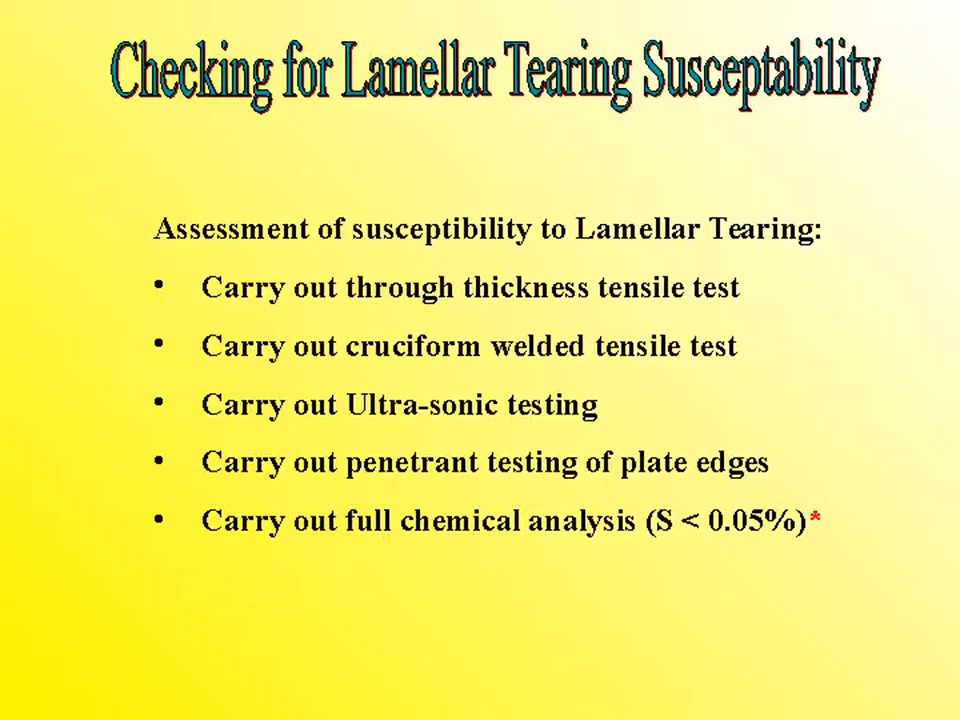 Checking for Lamellar Tearing Susceptability
Assessment of susceptibility to Lamellar Tearing:
• Carry out through thickness tensile test
• Carry out cruciform welded tensile test
• Carry out Ultra-sonic testing
• Carry out penetrant testing of plate edges
• Carry out full chemical analysis (S < 0.05%)*